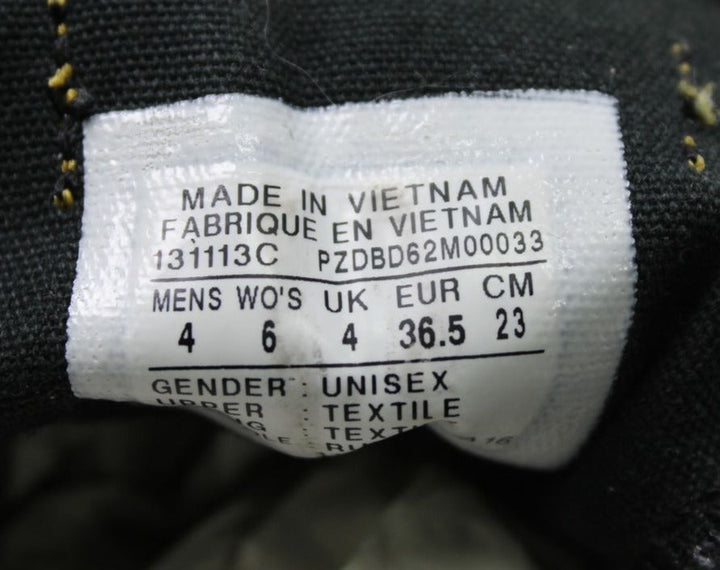 MADE IN VIETNAM
FABRIQUE EN VIETNAM
131113C PZDBD62M00033
MENS WO'S UK EUR CM
4 6 4 36.5 23
GENDER : UNISEX
UPPER : TEXTILE